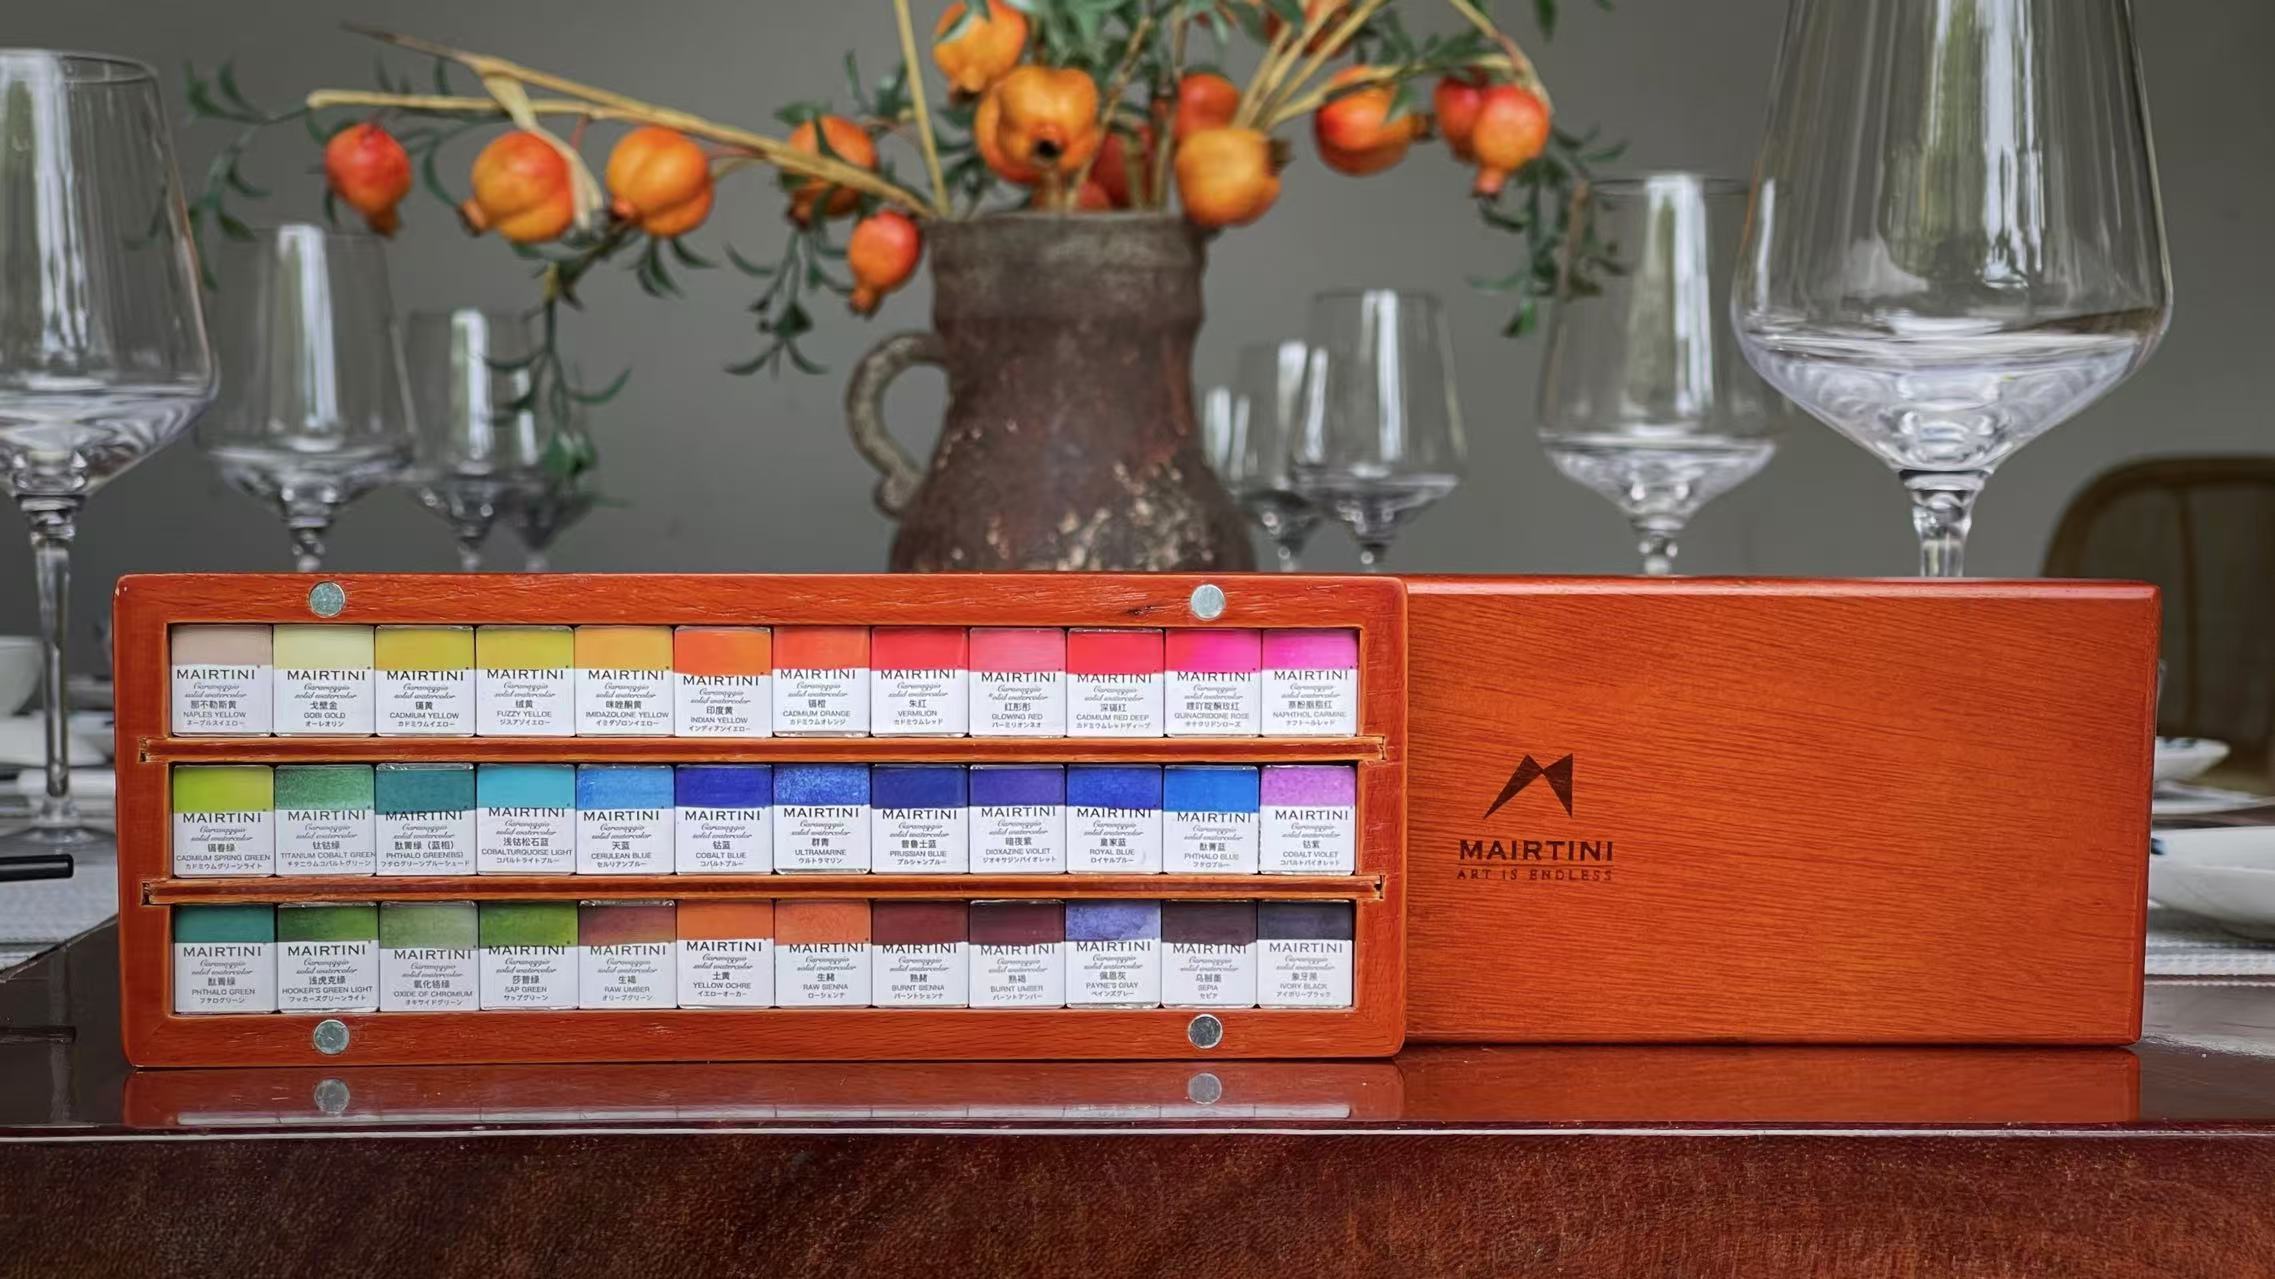 MAIRTINI
Caravaggio
solid watercolor
那不勒斯黄
NAPLES YELLOW
ネープルスイエロー
MAIRTINI
Caravaggio
solid watercolor
戈壁金
GOBI GOLD
オーレオリン
MAIRTINI
Caravaggio
solid watercolor
镉黄
CADMIUM YELLOW
カドミウムイエロー
MAIRTINI
Caravaggio
solid watercolor
绒黄
FUZZY YELLOE
ジスアゾイエロー
MAIRTINI
Caravaggio
solid watercolor
咪唑酮黄
IMIDAZOLONE YELLOW
イミダゾロンイエロー
MAIRTINI
Caravaggio
solid watercolor
印度黄
INDIAN YELLOW
インディアンイエロー
MAIRTINI
Caravaggio
solid watercolor
镉橙
CADMIUM ORANGE
カドミウムオレンジ
MAIRTINI
Caravaggio
solid watercolor
朱红
VERMILION
カドミウムレッド
MAIRTINI
Caravaggio
solid watercolor
红彤彤
GLOWING RED
バーミリオンネオ
MAIRTINI
Caravaggio
solid watercolor
深镉红
CADMIUM RED DEEP
カドミウムレッドディープ
MAIRTINI
Caravaggio
solid watercolor
喹吖啶酮玫红
QUINACRIDONE ROSE
キナクリドンローズ
MAIRTINI
Caravaggio
solid watercolor
萘酚胭脂红
NAPHTHOL CARMINE
ナフトールレッド
MAIRTINI
Caravaggio
solid watercolor
镉春绿
CADMIUM SPRING GREEN
カドミウムグリーンライト
MAIRTINI
Caravaggio
solid watercolor
钛钴绿
TITANIUM COBALT GREEN
チタニウムコバルトグリーン
MAIRTINI
Caravaggio
solid watercolor
酞菁绿（蓝相）
PHTHALO GREEN(BS)
フタログリーンブルーシェード
MAIRTINI
Caravaggio
solid watercolor
浅钴松石蓝
COBALTURQUOISE LIGHT
コバルトライトブルー
MAIRTINI
Caravaggio
solid watercolor
天蓝
CERULEAN BLUE
セルリアンブルー
MAIRTINI
Caravaggio
solid watercolor
钴蓝
COBALT BLUE
コバルトブルー
MAIRTINI
Caravaggio
solid watercolor
群青
ULTRAMARINE
ウルトラマリン
MAIRTINI
Caravaggio
solid watercolor
普鲁士蓝
PRUSSIAN BLUE
プルシャンブルー
MAIRTINI
Caravaggio
solid watercolor
暗夜紫
DIOXAZINE VIOLET
ジオキサジンバイオレット
MAIRTINI
Caravaggio
solid watercolor
皇家蓝
ROYAL BLUE
ロイヤルブルー
MAIRTINI
Caravaggio
solid watercolor
酞菁蓝
PHTHALO BLUE
フタロブルー
MAIRTINI
Caravaggio
solid watercolor
钴紫
COBALT VIOLET
コバルトバイオレット
MAIRTINI
Caravaggio
solid watercolor
酞菁绿
PHTHALO GREEN
フタログリーン
MAIRTINI
Caravaggio
solid watercolor
浅虎克绿
HOOKER'S GREEN LIGHT
フッカーズグリーンライト
MAIRTINI
Caravaggio
solid watercolor
氧化铬绿
OXIDE OF CHROMIUM
オキサイドグリーン
MAIRTINI
Caravaggio
solid watercolor
莎普绿
SAP GREEN
サップグリーン
MAIRTINI
Caravaggio
solid watercolor
生褐
RAW UMBER
オリーブグリーン
MAIRTINI
Caravaggio
solid watercolor
土黄
YELLOW OCHRE
イエローオーカー
MAIRTINI
Caravaggio
solid watercolor
生赭
RAW SIENNA
ローシェンナ
MAIRTINI
Caravaggio
solid watercolor
熟赭
BURNT SIENNA
バーントシェンナ
MAIRTINI
Caravaggio
solid watercolor
熟褐
BURNT UMBER
バーントアンバー
MAIRTINI
Caravaggio
solid watercolor
佩恩灰
PAYNE'S GRAY
ペインズグレー
MAIRTINI
Caravaggio
solid watercolor
乌贼墨
SEPIA
セピア
MAIRTINI
Caravaggio
solid watercolor
象牙黑
IVORY BLACK
アイボリーブラック
MAIRTINI
ART IS ENDLESS